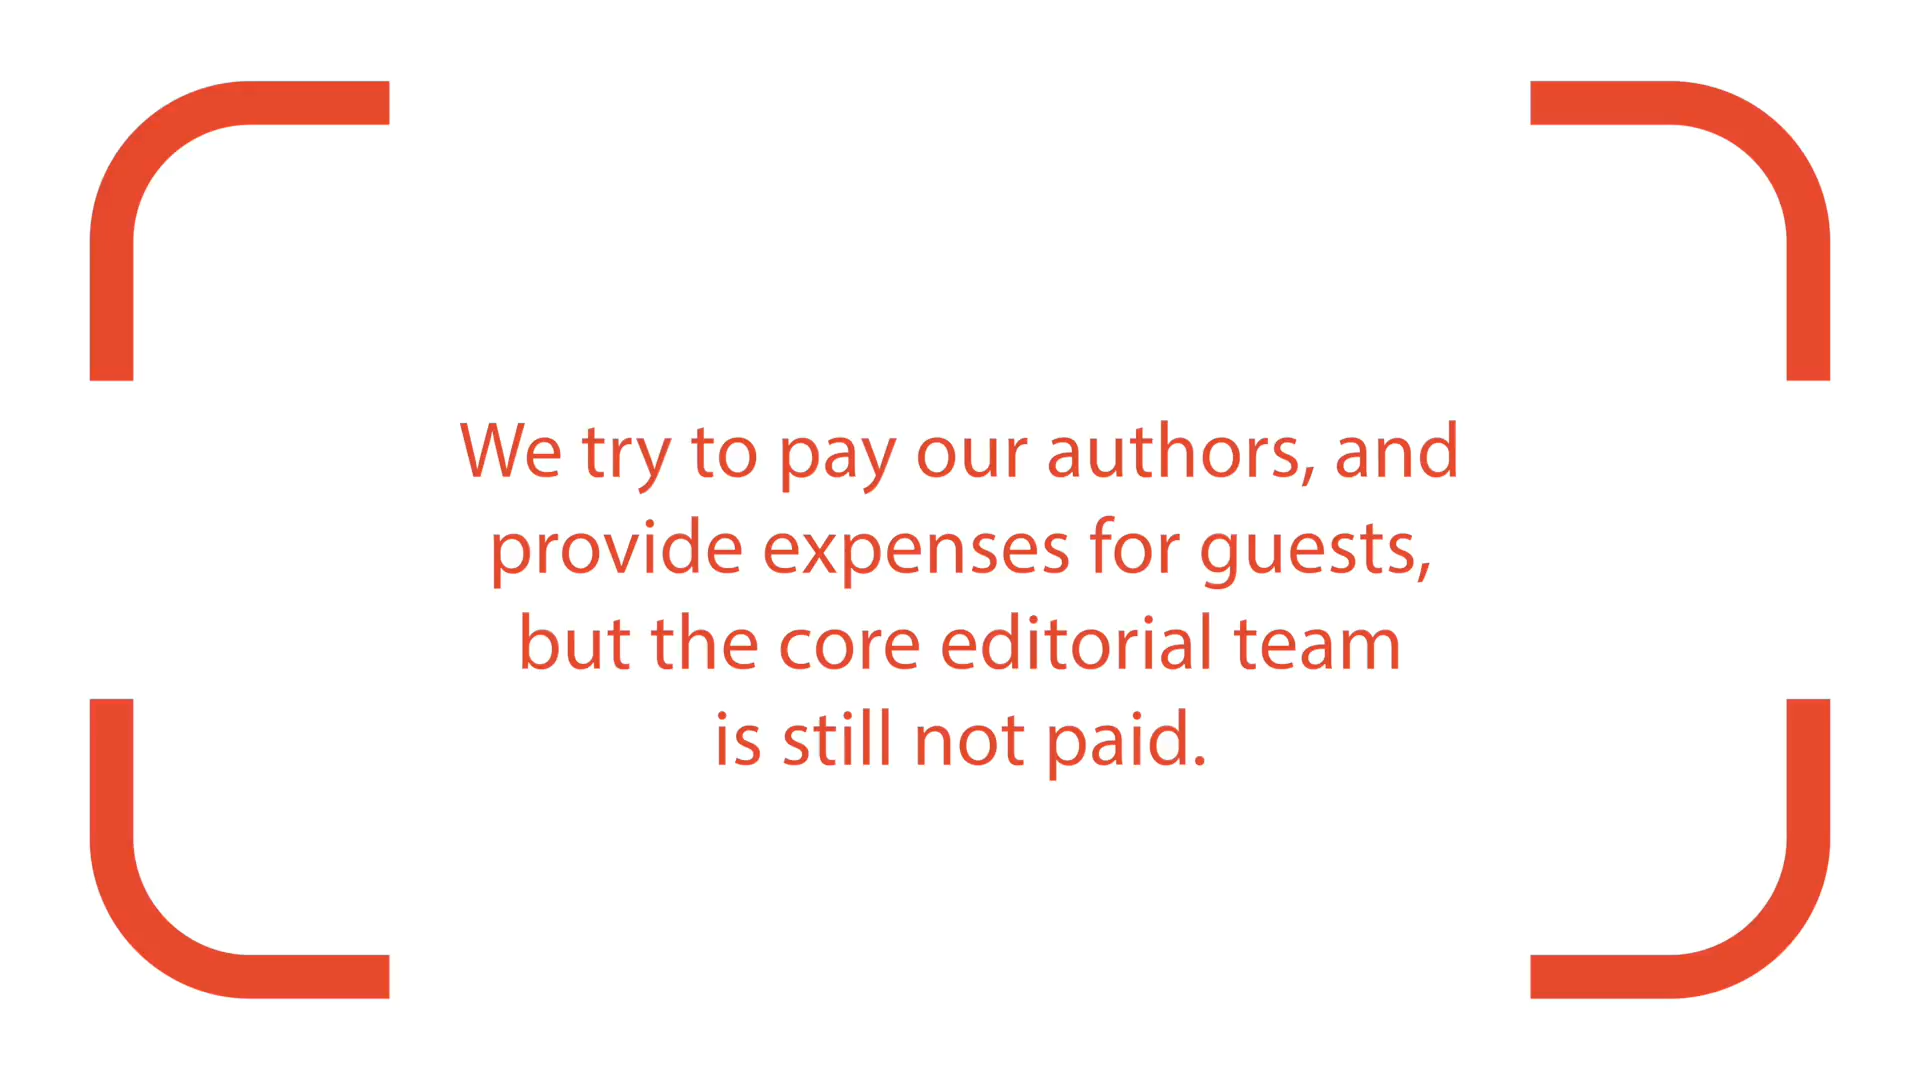 We try to pay our authors, and
provide expenses for guests,
but the core editorial team
is still not paid.